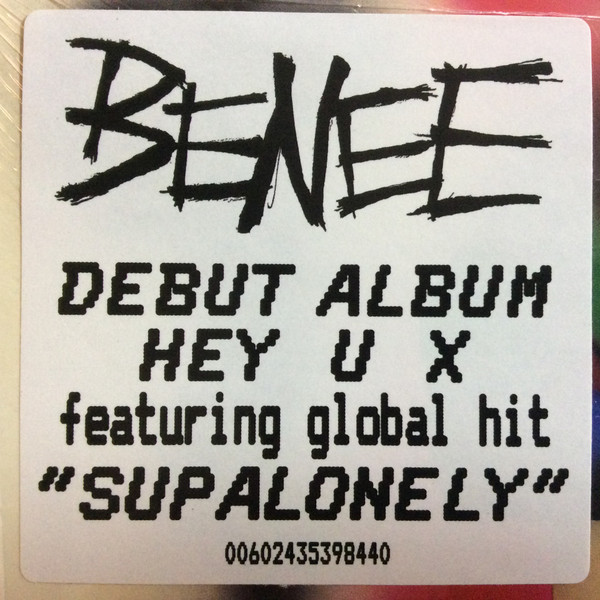 BENEE
DEBUT ALBUM
HEY U X
featuring global hit
"SUPALONELY"
00602435398440